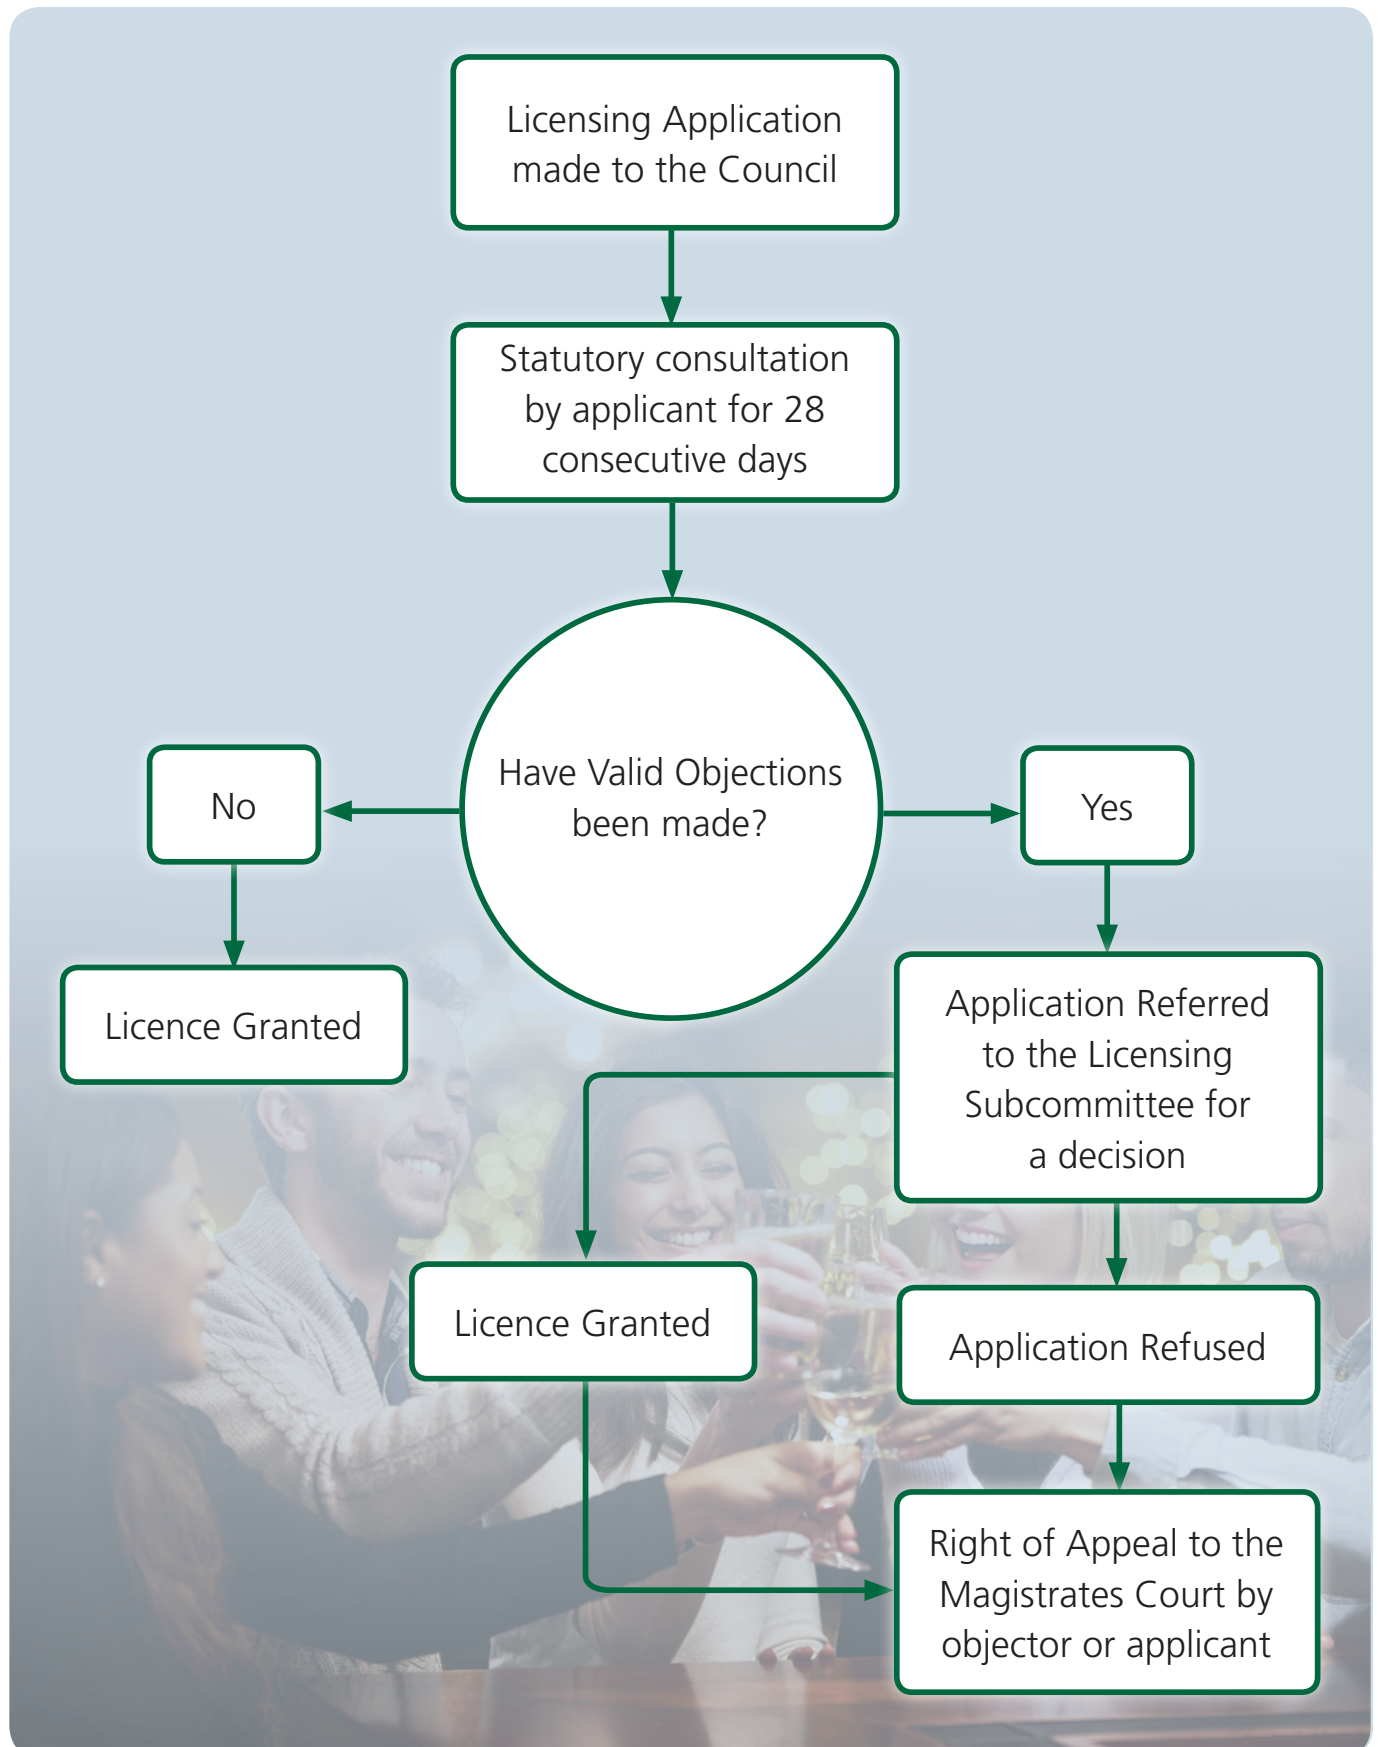 Licensing Application
made to the Council
Statutory consultation
by applicant for 28
consecutive days
Have Valid Objections
been made?
No
Yes
Licence Granted
Application Referred
to the Licensing
Subcommittee for
a decision
Licence Granted
Application Refused
Right of Appeal to the
Magistrates Court by
objector or applicant